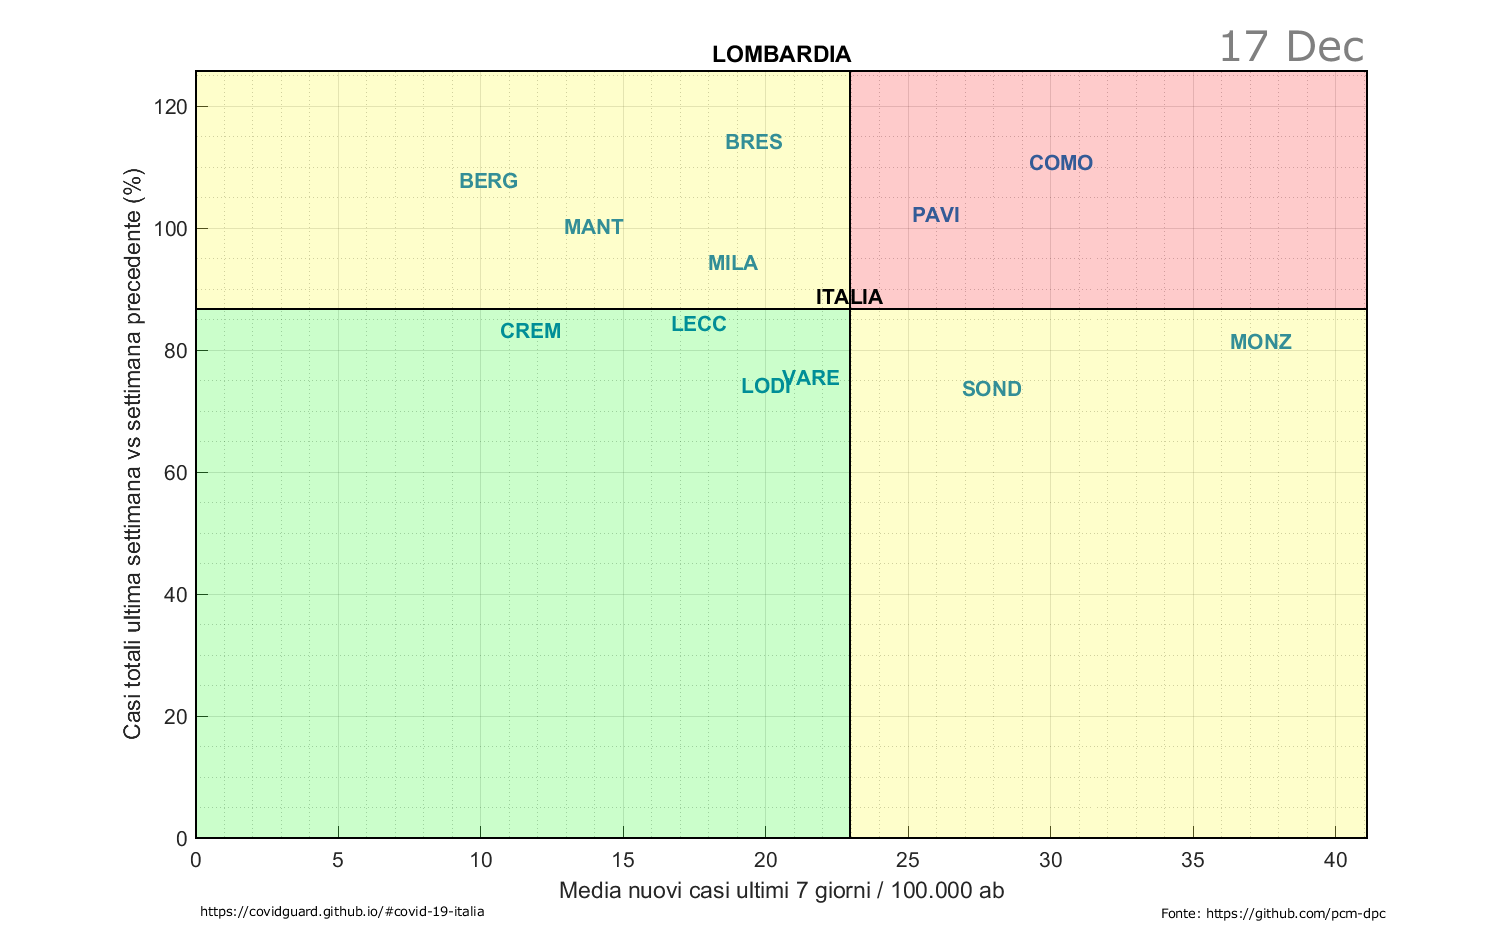 17 Dec
LOMBARDIA
Casi totali ultima settimana vs settimana precedente (%)
120
100
80
60
40
20
0
BRES
COMO
BERG
PAVI
MANT
MILA
ITALIA
LECC
CREM
MONZ
VARE
LODI
SOND
0 5 10 15 20 25 30 35 40
Media nuovi casi ultimi 7 giorni / 100.000 ab
https://covidguard.github.io/#covid-19-italia
Fonte: https://github.com/pcm-dpc